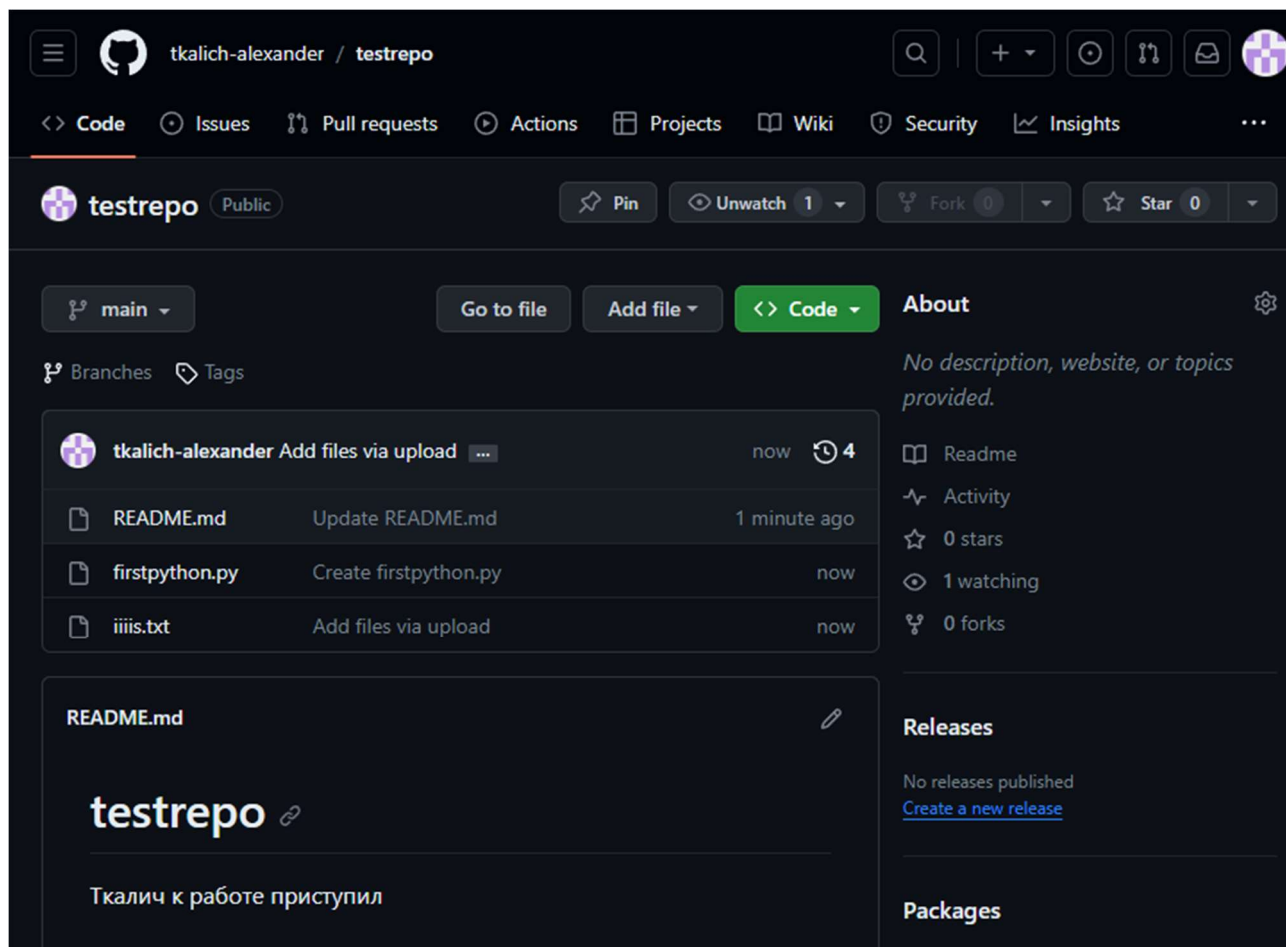 tkalich-alexander / testrepo
Code Issues Pull requests Actions Projects Wiki Security Insights
testrepo Public Pin Unwatch 1 Fork 0 Star 0
main Go to file Add file Code
Branches Tags
tkalich-alexander Add files via upload ... now 4
README.md Update README.md 1 minute ago
firstpython.py Create firstpython.py now
iiiis.txt Add files via upload now
README.md
testrepo
Ткалич к работе приступил
About
No description, website, or topics
provided.
Readme
Activity
0 stars
1 watching
0 forks
Releases
No releases published
Create a new release
Packages